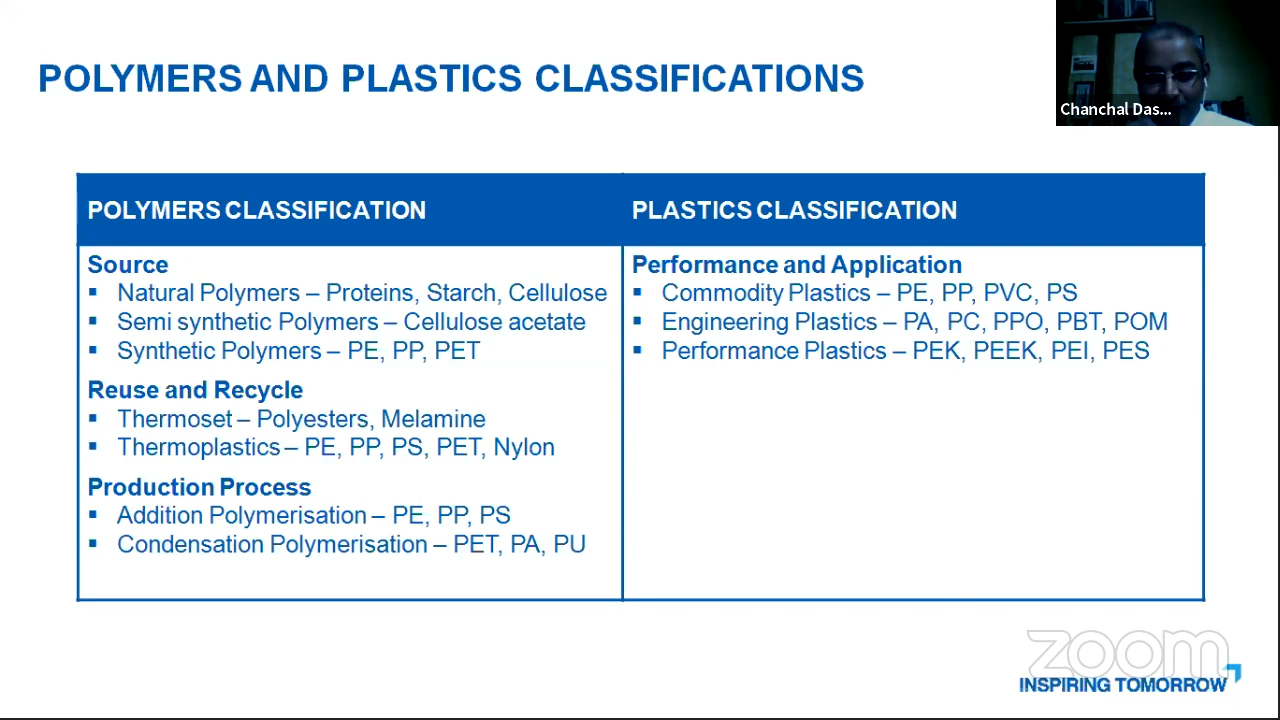 POLYMERS AND PLASTICS CLASSIFICATIONS
Chanchal Das...
POLYMERS CLASSIFICATION
Source
▪ Natural Polymers – Proteins, Starch, Cellulose
▪ Semi synthetic Polymers – Cellulose acetate
▪ Synthetic Polymers – PE, PP, PET
Reuse and Recycle
▪ Thermoset – Polyesters, Melamine
▪ Thermoplastics – PE, PP, PS, PET, Nylon
Production Process
▪ Addition Polymerisation – PE, PP, PS
▪ Condensation Polymerisation – PET, PA, PU
PLASTICS CLASSIFICATION
Performance and Application
▪ Commodity Plastics – PE, PP, PVC, PS
▪ Engineering Plastics – PA, PC, PPO, PBT, POM
▪ Performance Plastics – PEK, PEEK, PEI, PES
zoom
INSPIRING TOMORROW